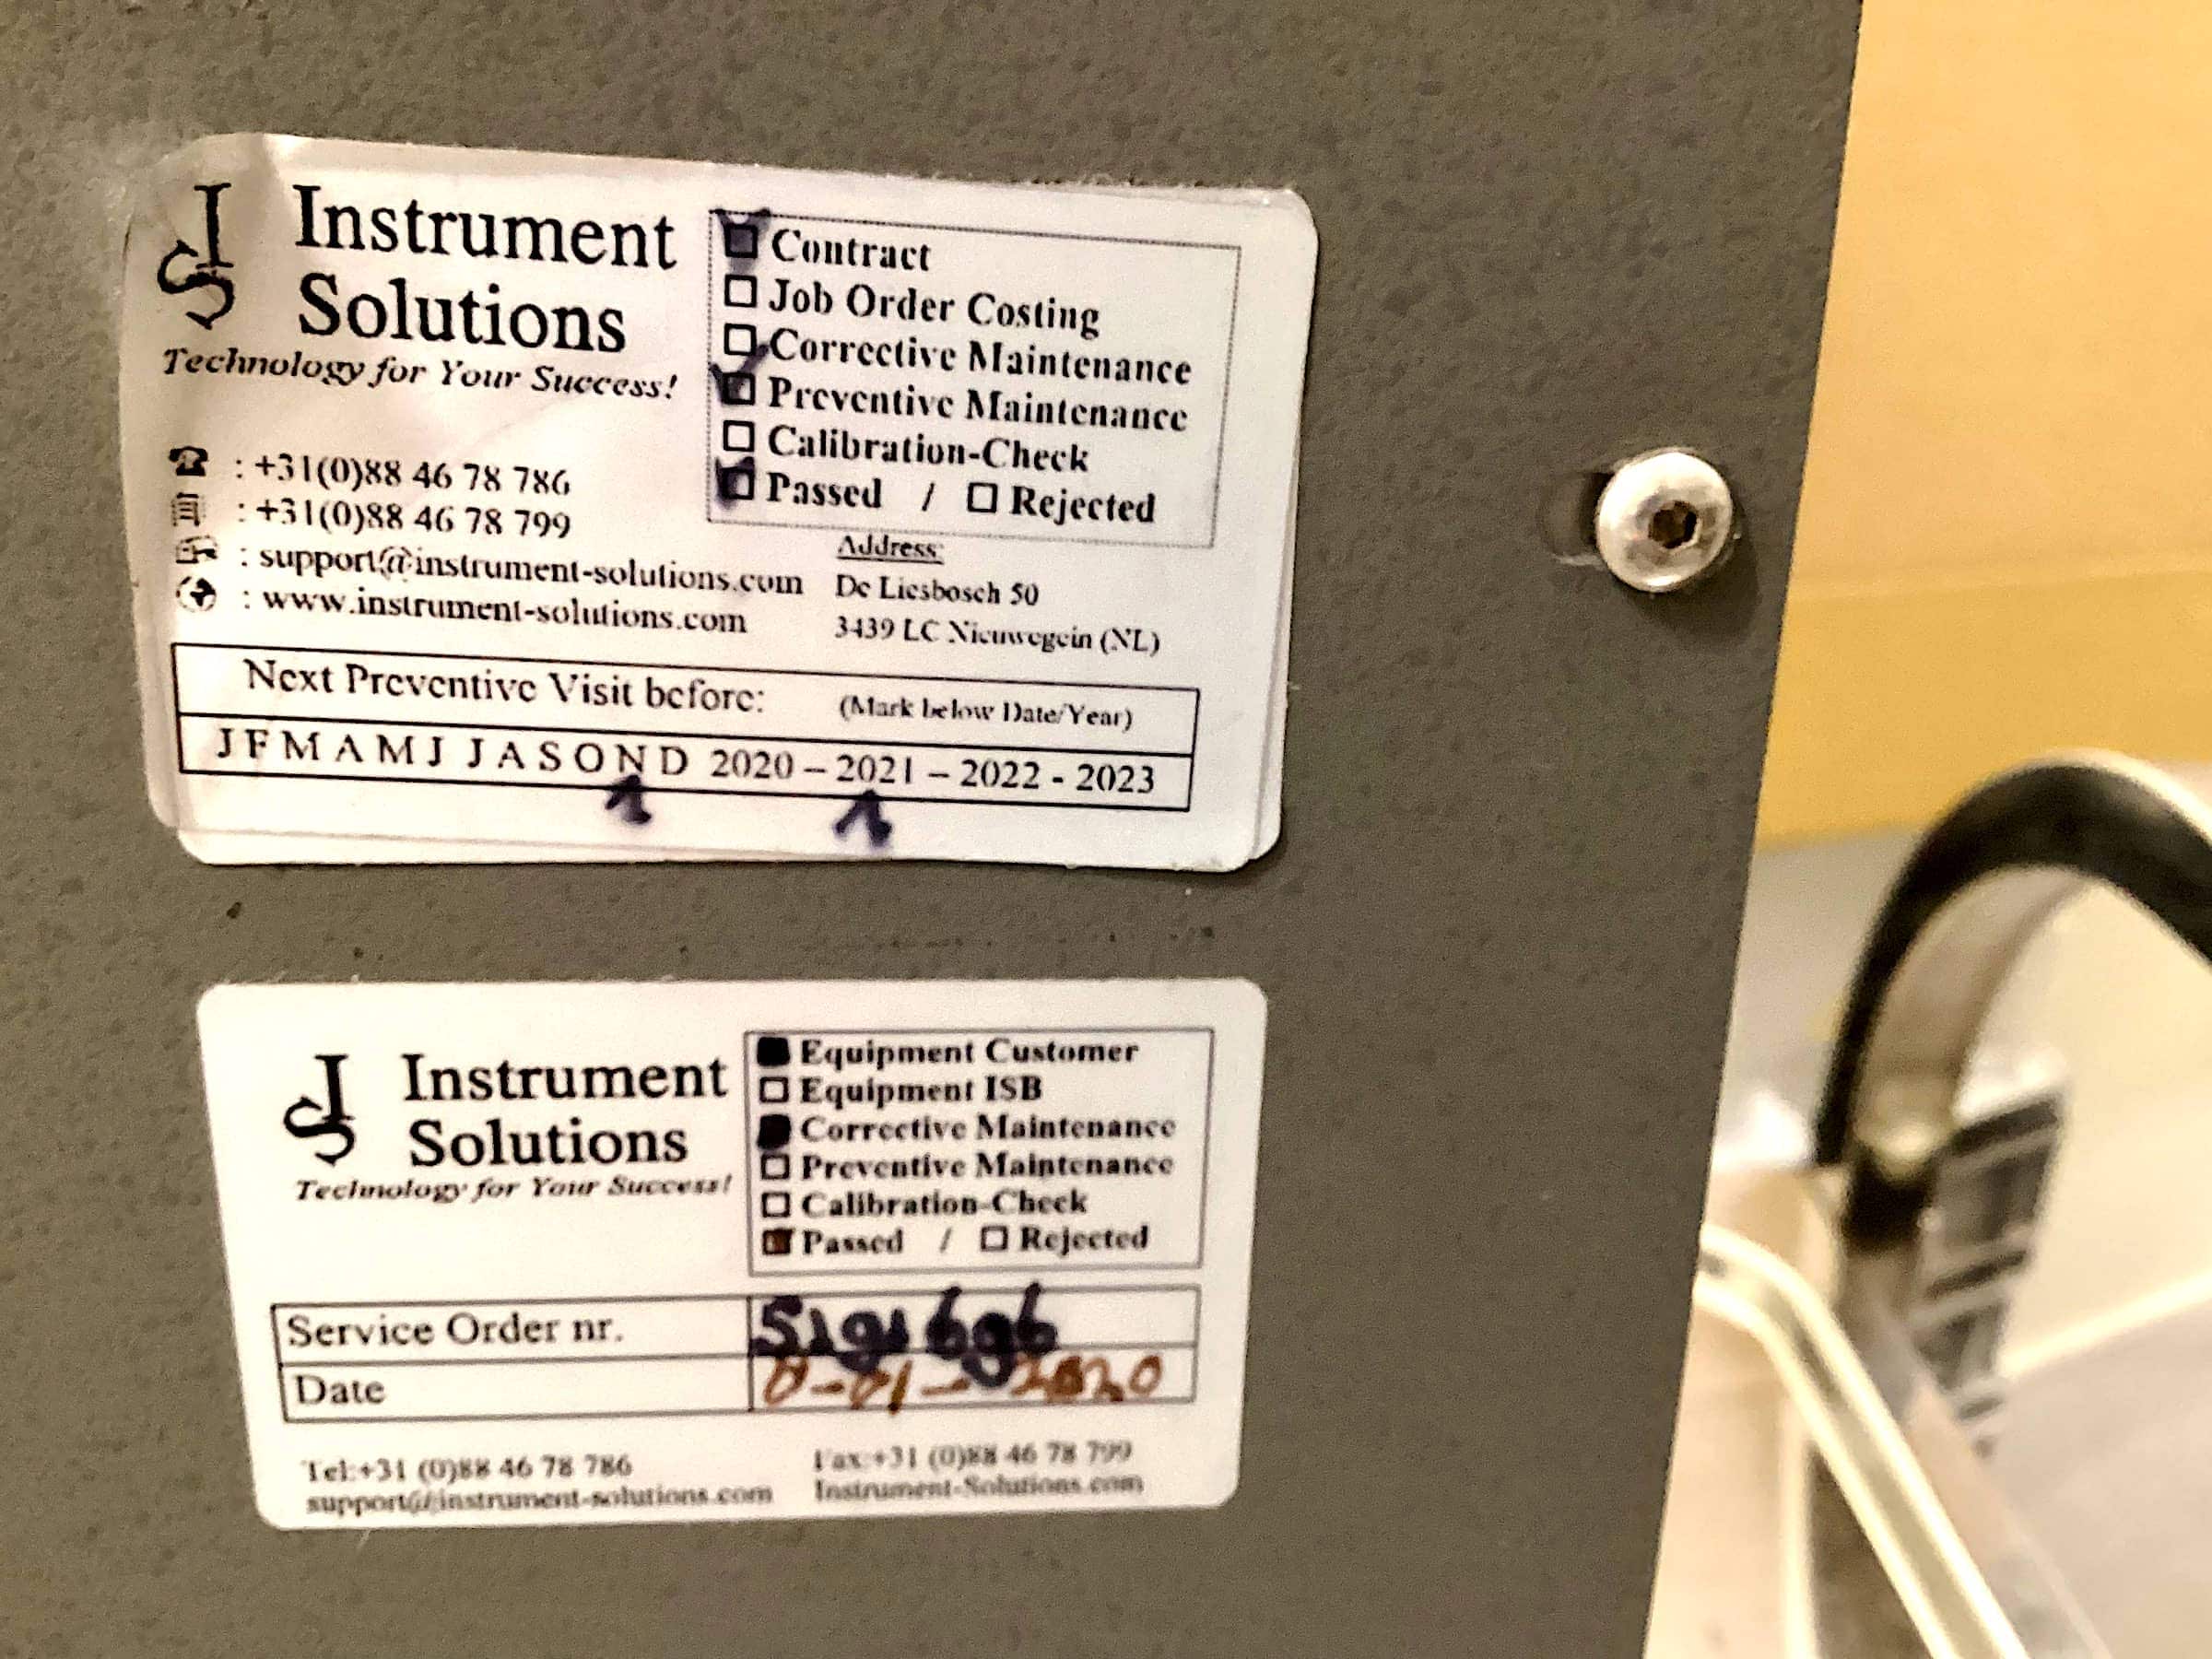 IS Instrument
Solutions
Technology for Your Success!
Contract
Job Order Costing
Corrective Maintenance
Preventive Maintenance
Calibration-Check
Passed / Rejected
: +31(0)88 46 78 786
: +31(0)88 46 78 799
: support@instrument-solutions.com
: www.instrument-solutions.com
Address:
De Liesbosch 50
3439 LC Nieuwegein (NL)
Next Preventive Visit before: (Mark below Date/Year)
J F M A M J J A S O N D 2020 – 2021 – 2022 - 2023
IS Instrument
Solutions
Technology for Your Success!
Equipment Customer
Equipment ISB
Corrective Maintenance
Preventive Maintenance
Calibration-Check
Passed / Rejected
Service Order nr.
Date
Tel:+31 (0)88 46 78 786
Fax:+31 (0)88 46 78 799
support@instrument-solutions.com
Instrument-Solutions.com